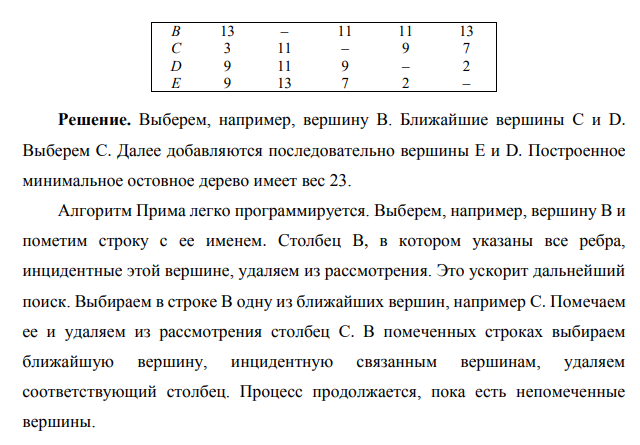 B 13 – 11 11 13
C 3 11 – 9 7
D 9 11 9 – 2
E 9 13 7 2 –
Решение. Выберем, например, вершину B. Ближайшие вершины C и D.
Выберем C. Далее добавляются последовательно вершины E и D. Построенное
минимальное остовное дерево имеет вес 23.
Алгоритм Прима легко программируется. Выберем, например, вершину B и
пометим строку с ее именем. Столбец B, в котором указаны все ребра,
инцидентные этой вершине, удаляем из рассмотрения. Это ускорит дальнейший
поиск. Выбираем в строке B одну из ближайших вершин, например C. Помечаем
ее и удаляем из рассмотрения столбец C. В помеченных строках выбираем
ближайшую вершину, инцидентную связанным вершинам, удаляем
соответствующий столбец. Процесс продолжается, пока есть непомеченные
вершины.